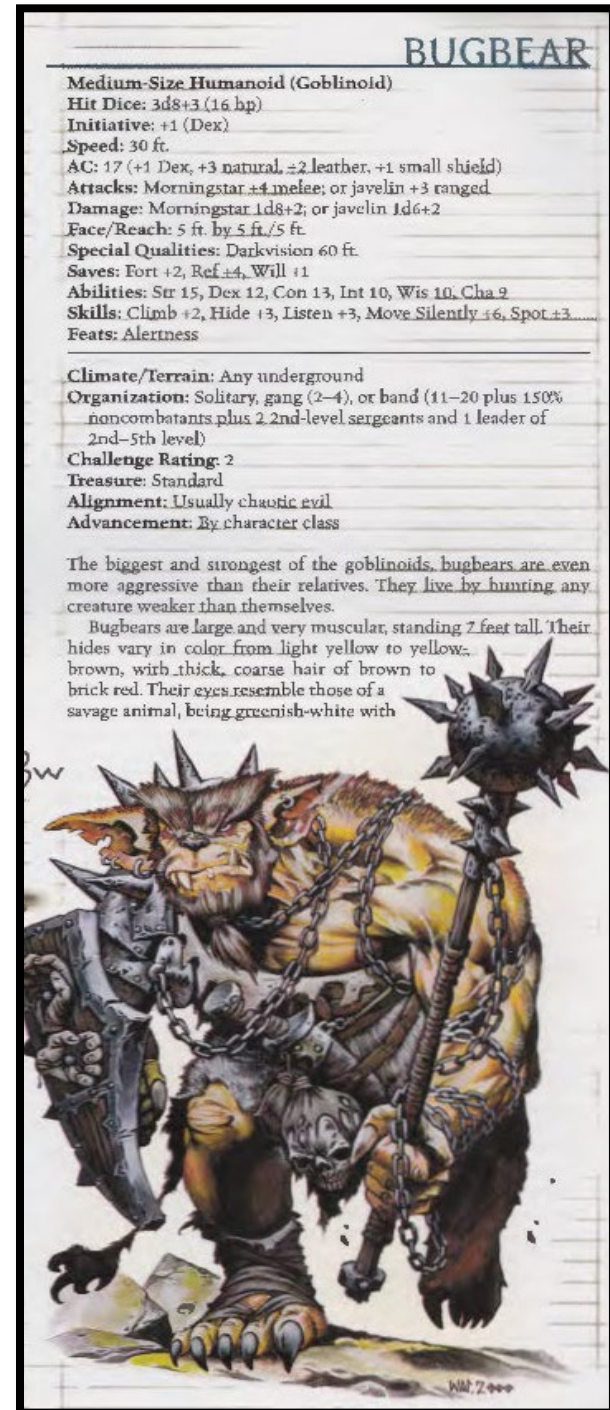 BUGBEAR
Medium-Size Humanoid (Goblinoid)
Hit Dice: 3d8+3 (16 hp)
Initiative: +1 (Dex)
Speed: 30 ft.
AC: 17 (+1 Dex, +3 natural, +2 leather, +1 small shield)
Attacks: Morningstar +4 melee; or javelin +3 ranged
Damage: Morningstar 1d8+2; or javelin 1d6+2
Face/Reach: 5 ft. by 5 ft./5 ft.
Special Qualities: Darkvision 60 ft.
Saves: Fort +2, Ref +4, Will +1
Abilities: Str 15, Dex 12, Con 13, Int 10, Wis 10, Cha 9
Skills: Climb +2, Hide +3, Listen +3, Move Silently +6, Spot +3
Feats: Alertness
Climate/Terrain: Any underground
Organization: Solitary, gang (2–4), or band (11–20 plus 150%
noncombatants plus 2 2nd-level sergeants and 1 leader of
2nd–5th level)
Challenge Rating: 2
Treasure: Standard
Alignment: Usually chaotic evil
Advancement: By character class
The biggest and strongest of the goblinoids, bugbears are even
more aggressive than their relatives. They live by hunting any
creature weaker than themselves.
Bugbears are large and very muscular, standing 7 feet tall. Their
hides vary in color from light yellow to yellow-
brown, with thick, coarse hair of brown to
brick red. Their eyes resemble those of a
savage animal, being greenish-white with